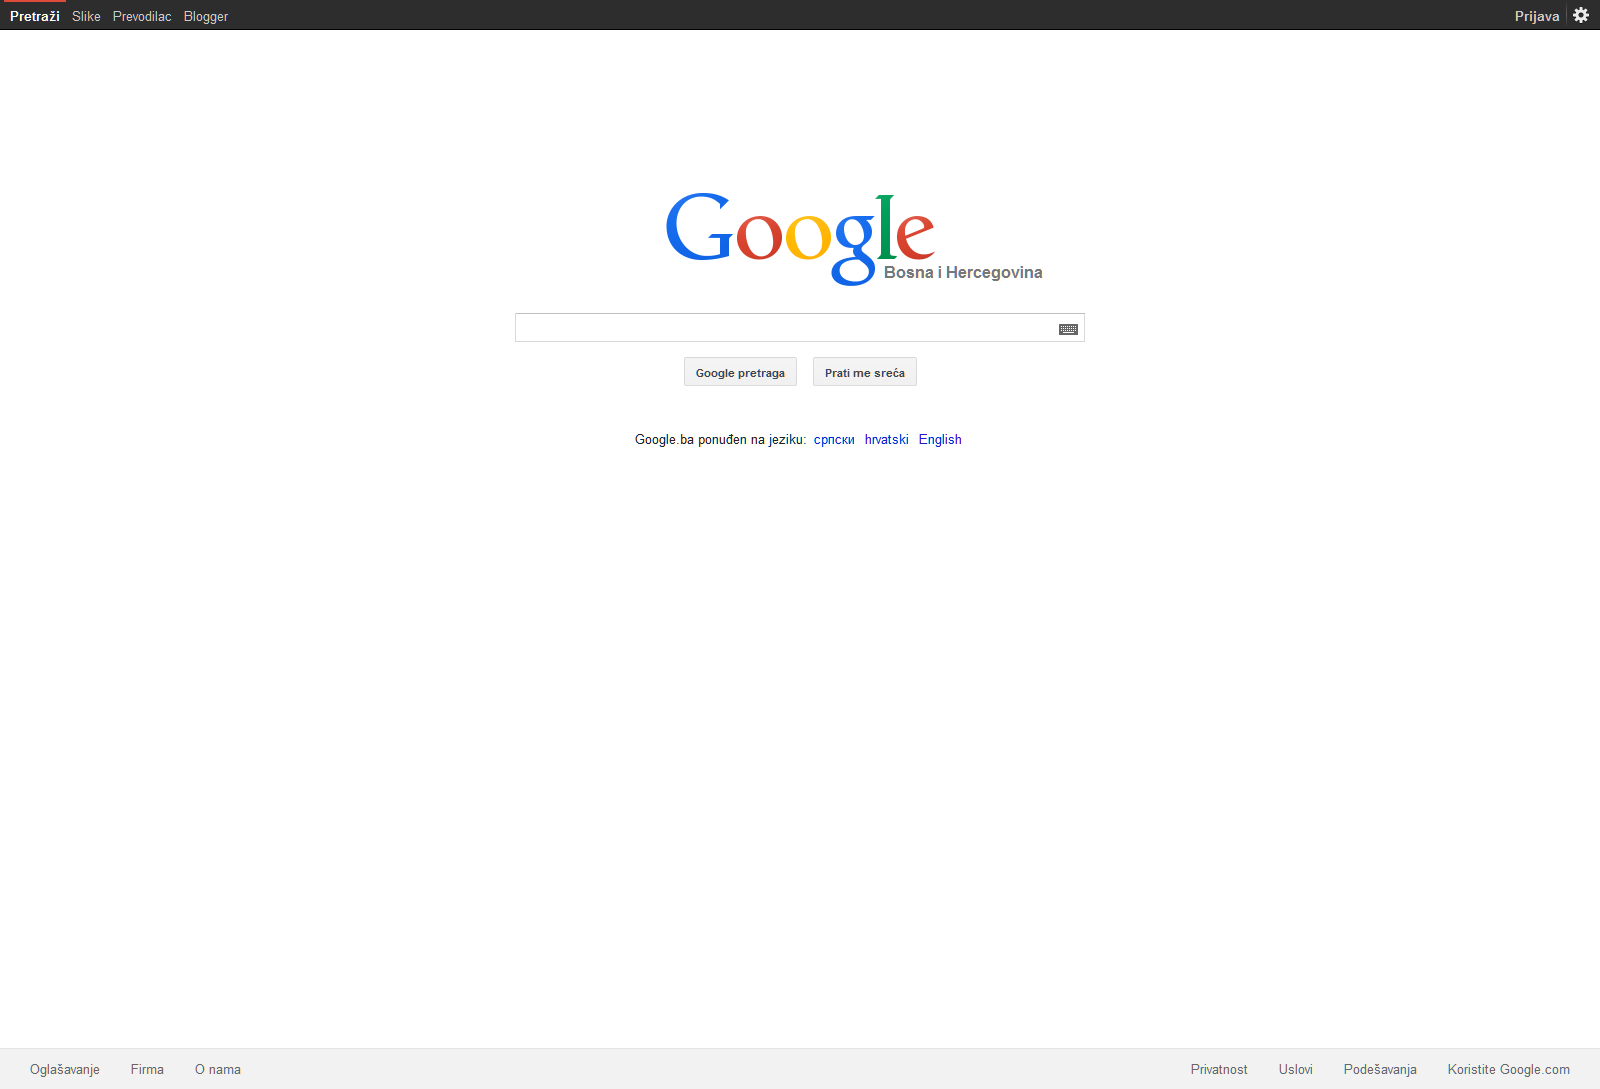 Pretraži Slike Prevodilac Blogger Prijava
Google
Bosna i Hercegovina
Google pretraga Prati me sreća
Google.ba ponuđen na jeziku: српски hrvatski English
Oglašavanje Firma O nama Privatnost Uslovi Podešavanja Koristite Google.com